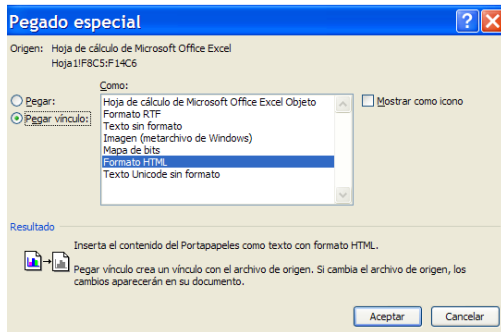 Pegado especial
Origen: Hoja de cálculo de Microsoft Office Excel
Hoja1!F8C5:F14C6
Como:
Pegar:
Pegar vínculo:
Hoja de cálculo de Microsoft Office Excel Objeto
Formato RTF
Texto sin formato
Imagen (metarchivo de Windows)
Mapa de bits
Formato HTML
Texto Unicode sin formato
Mostrar como icono
Resultado
Inserta el contenido del Portapapeles como texto con formato HTML.
Pegar vínculo crea un vínculo con el archivo de origen. Si cambia el archivo de origen, los
cambios aparecerán en su documento.
Aceptar
Cancelar